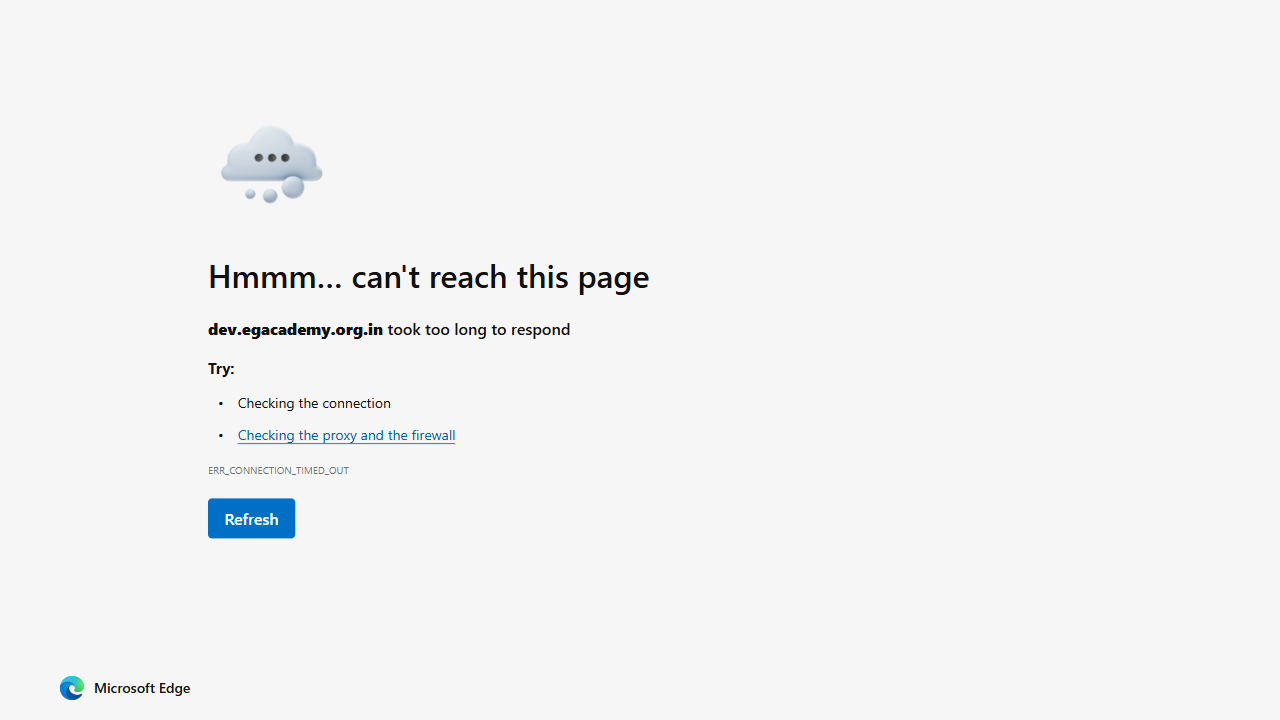 Hmmm... can't reach this page
dev.egacademy.org.in took too long to respond
Try:
• Checking the connection
• Checking the proxy and the firewall
ERR_CONNECTION_TIMED_OUT
Refresh
Microsoft Edge